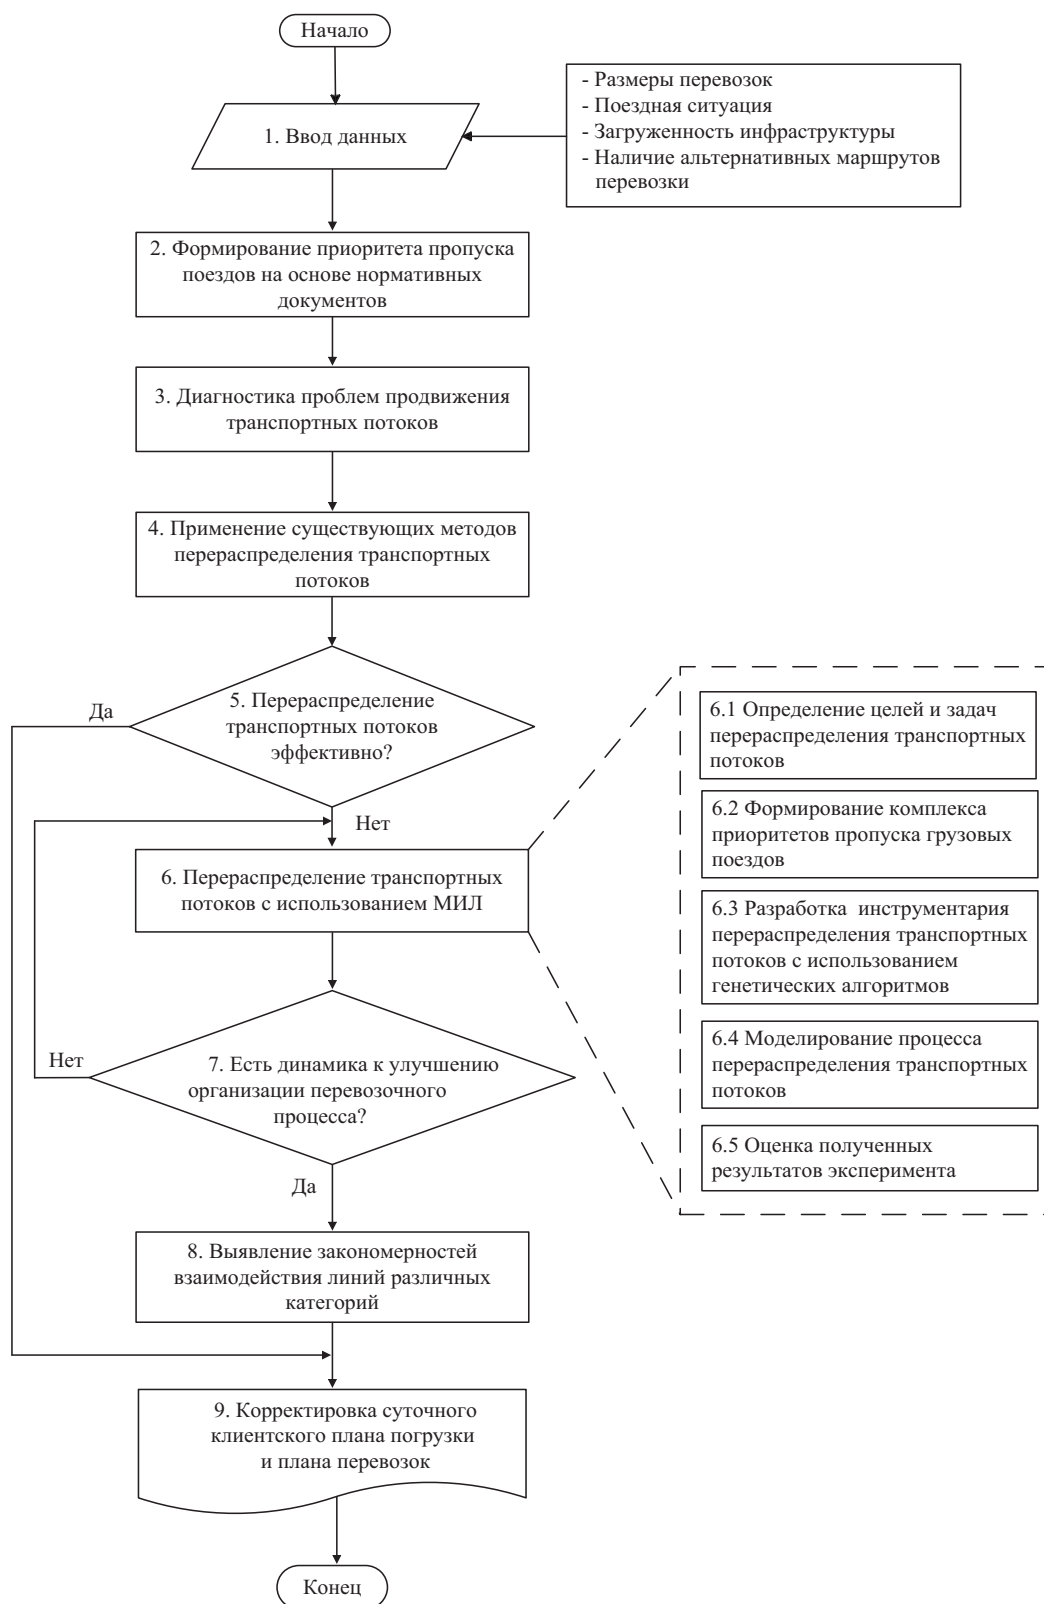 Начало
1. Ввод данных
- Размеры перевозок
- Поездная ситуация
- Загруженность инфраструктуры
- Наличие альтернативных маршрутов
перевозки
2. Формирование приоритета пропуска
поездов на основе нормативных
документов
3. Диагностика проблем продвижения
транспортных потоков
4. Применение существующих методов
перераспределения транспортных
потоков
5. Перераспределение
транспортных потоков
эффективно?
Да
Нет
6. Перераспределение транспортных
потоков с использованием МИЛ
6.1 Определение целей и задач
перераспределения транспортных
потоков
6.2 Формирование комплекса
приоритетов пропуска грузовых
поездов
6.3 Разработка инструментария
перераспределения транспортных
потоков с использованием
генетических алгоритмов
6.4 Моделирование процесса
перераспределения транспортных
потоков
6.5 Оценка полученных
результатов эксперимента
7. Есть динамика к улучшению
организации перевозочного
процесса?
Нет
Да
8. Выявление закономерностей
взаимодействия линий различных
категорий
9. Корректировка суточного
клиентского плана погрузки
и плана перевозок
Конец